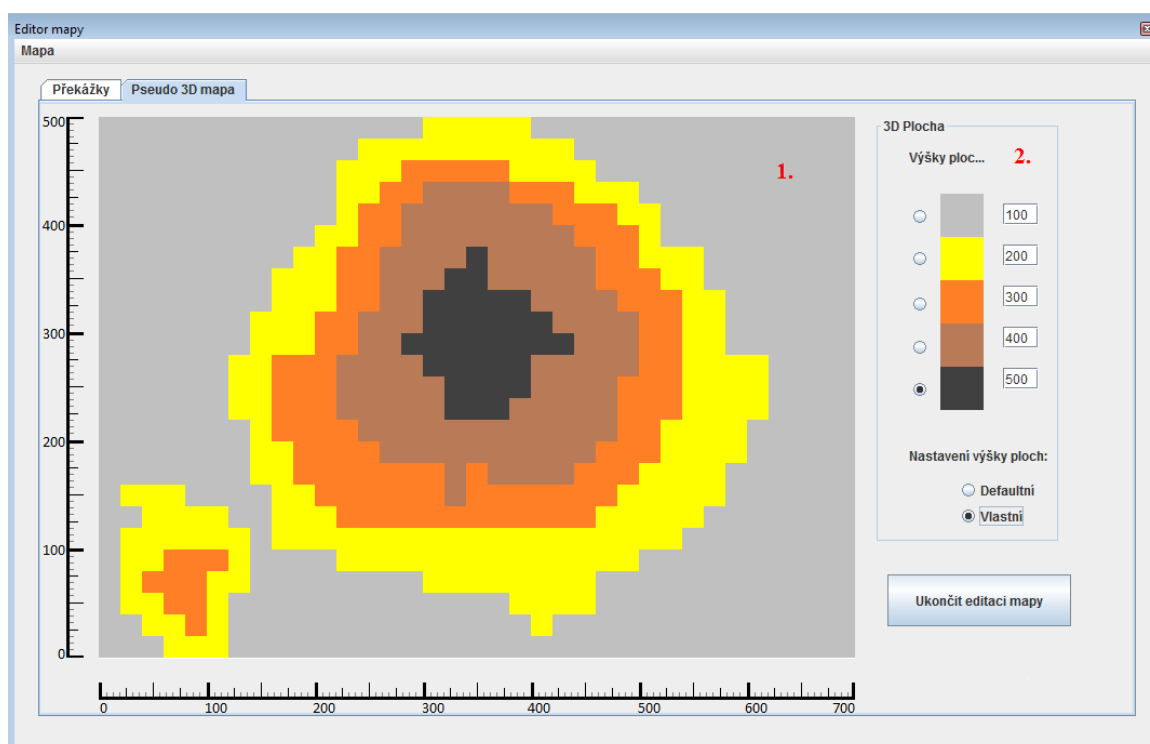 Editor mapy
Mapa
Překážky Pseudo 3D mapa
500
400
300
200
100
0
0 100 200 300 400 500 600 700
1.
3D Plocha
Výšky ploc... 2.
100
200
300
400
500
Nastavení výšky ploch:
Defaultní
Vlastní
Ukončit editaci mapy